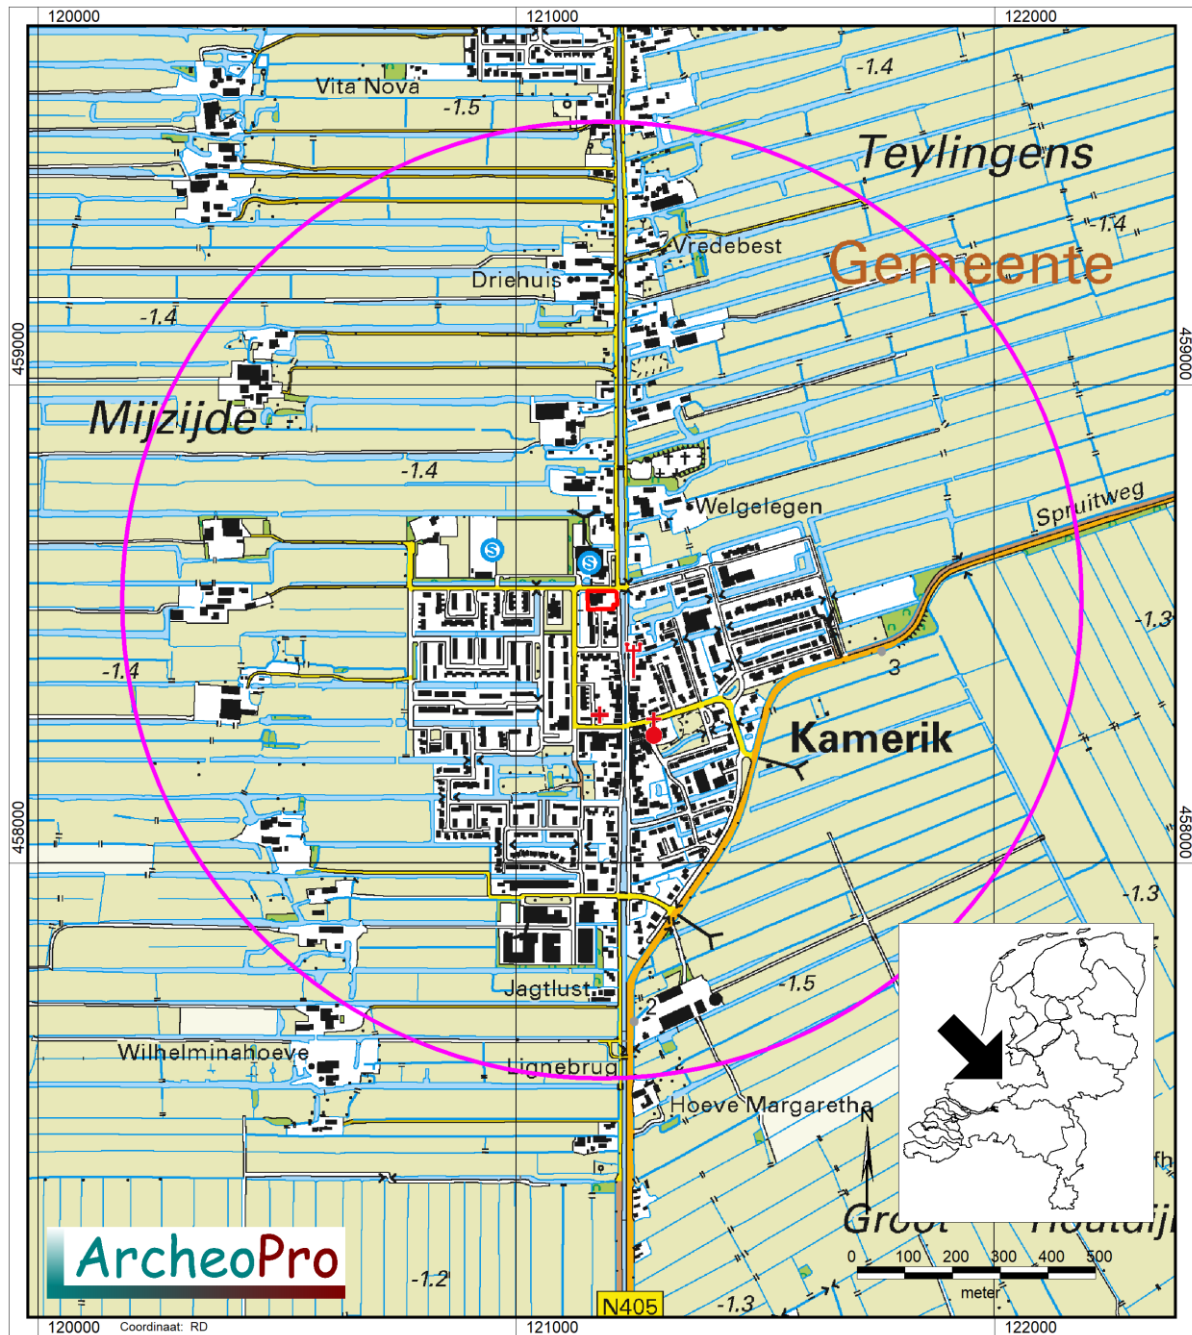 120000
121000
122000
Vita Nova
-1.4
-1.5
Teylingens
-1.4
Vredebest
Gemeente
Driehuis
-1.4
459000
459000
Mijzijde
-1.4
Welgelegen
Spruitweg
S
S
-1.3
-1.4
3
Kamerik
458000
458000
-1.3
Jagtlust
-1.5
2
Wilhelminahoeve
Lignebrug
Hoeve Margaretha
N
Groot
ArcheoPro
0 100 200 300 400 500
meter
-1.2
N405
-1.3
120000
Coordinaat: RD
121000
122000